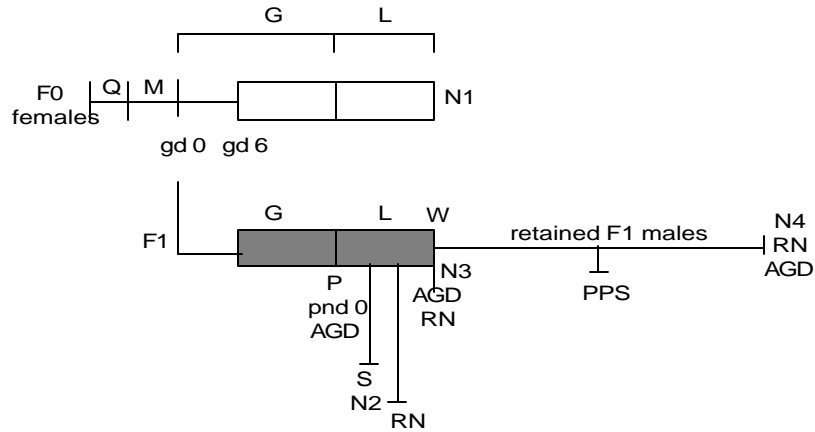 G L
F0 females Q M N1
gd 0 gd 6
F1 G L W retained F1 males N4
RN
AGD
P N3
pnd 0 AGD PPS
AGD RN
S
N2 RN